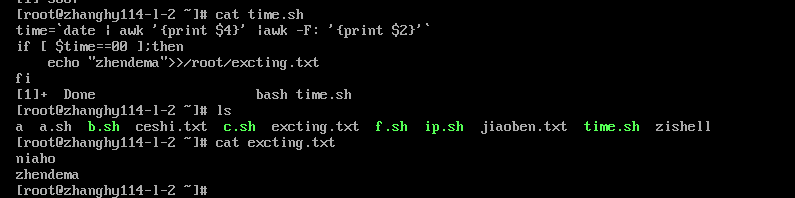 [root@zhanghy114-1-2 ~]# cat time.sh
time=`date | awk '{print $4}' |awk -F: '{print $2}'`
if [ $time==00 ];then
    echo "zhendema">>/root/excting.txt
fi
[1]+  Done                    bash time.sh
[root@zhanghy114-1-2 ~]# ls
a  a.sh  b.sh  ceshi.txt  c.sh  excting.txt  f.sh  ip.sh  jiaoben.txt  time.sh  zishell
[root@zhanghy114-1-2 ~]# cat excting.txt
niaho
zhendema
[root@zhanghy114-1-2 ~]#